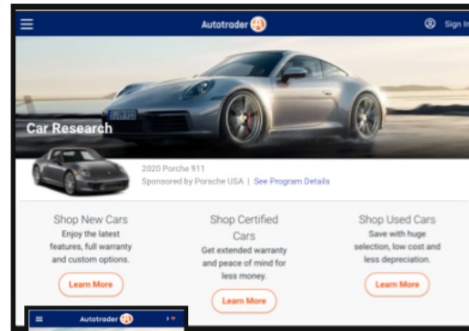 Autotrader
Sign In
Car Research
2020 Porche 911
Sponsored by Porsche USA | See Program Details
Shop New Cars
Enjoy the latest
features, full warranty
and custom options.
Learn More
Shop Certified
Cars
Get extended warranty
and peace of mind for
less money.
Learn More
Shop Used Cars
Save with huge
selection, low cost and
less depreciation.
Learn More
Autotrader